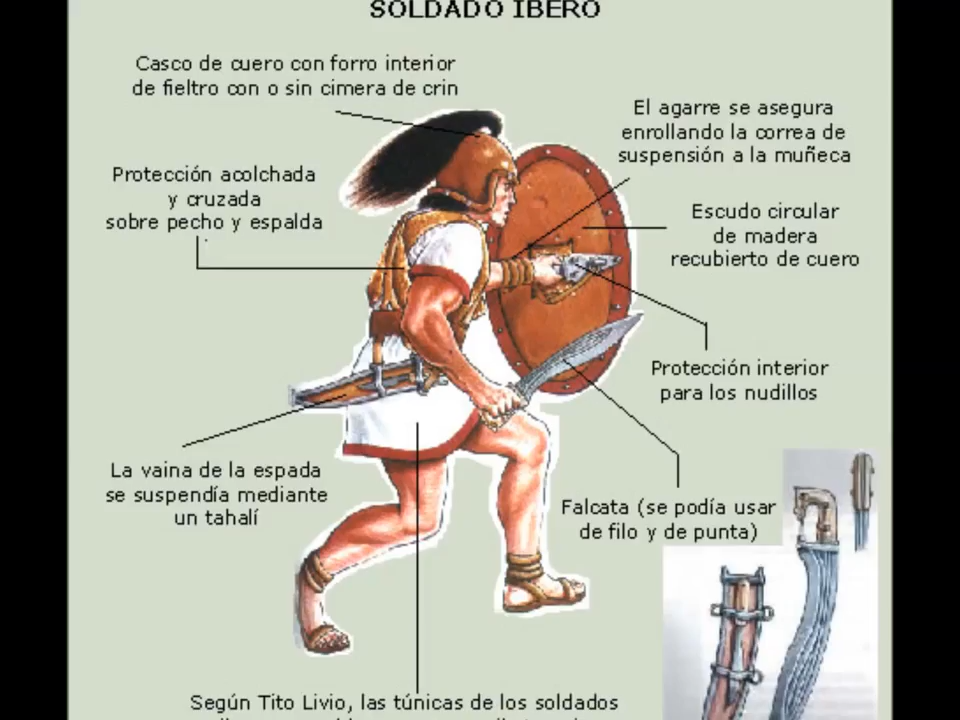 SOLDADO IBERO
Casco de cuero con forro interior
de fieltro con o sin cimera de crin
El agarre se asegura
enrollando la correa de
suspensión a la muñeca
Protección acolchada
y cruzada
sobre pecho y espalda
Escudo circular
de madera
recubierto de cuero
Protección interior
para los nudillos
La vaina de la espada
se suspendía mediante
un tahalí
Falcata (se podía usar
de filo y de punta)
Según Tito Livio, las túnicas de los soldados